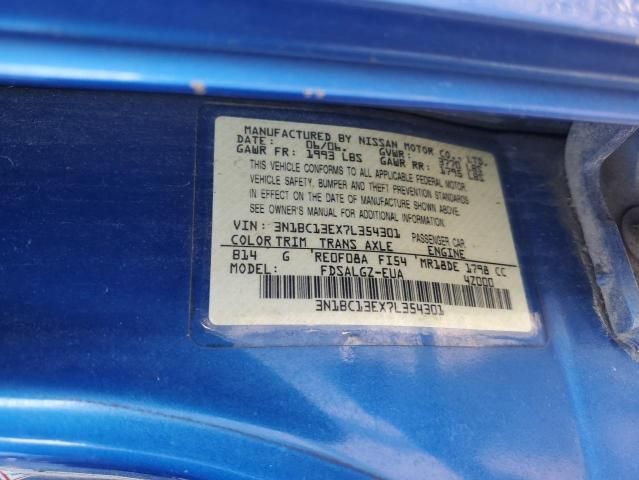 MANUFACTURED BY NISSAN MOTOR CO., LTD.
DATE: 06/06. GVWR: LBS
GAWR FR: 1993 LBS GAWR RR: 1795 LBS
THIS VEHICLE CONFORMS TO ALL APPLICABLE FEDERAL MOTOR
VEHICLE SAFETY, BUMPER AND THEFT PREVENTION STANDARDS
IN EFFECT ON THE DATE OF MANUFACTURE SHOWN ABOVE.
SEE OWNER'S MANUAL FOR ADDITIONAL INFORMATION.
VIN: 3N1BC13EX7L354301 PASSENGER CAR
COLOR TRIM TRANS AXLE ENGINE
B14 G RE0F08A FI54 MR18DE 1798 CC
MODEL: FDSALGZ-EUA 4Z000
3N1BC13EX7L354301